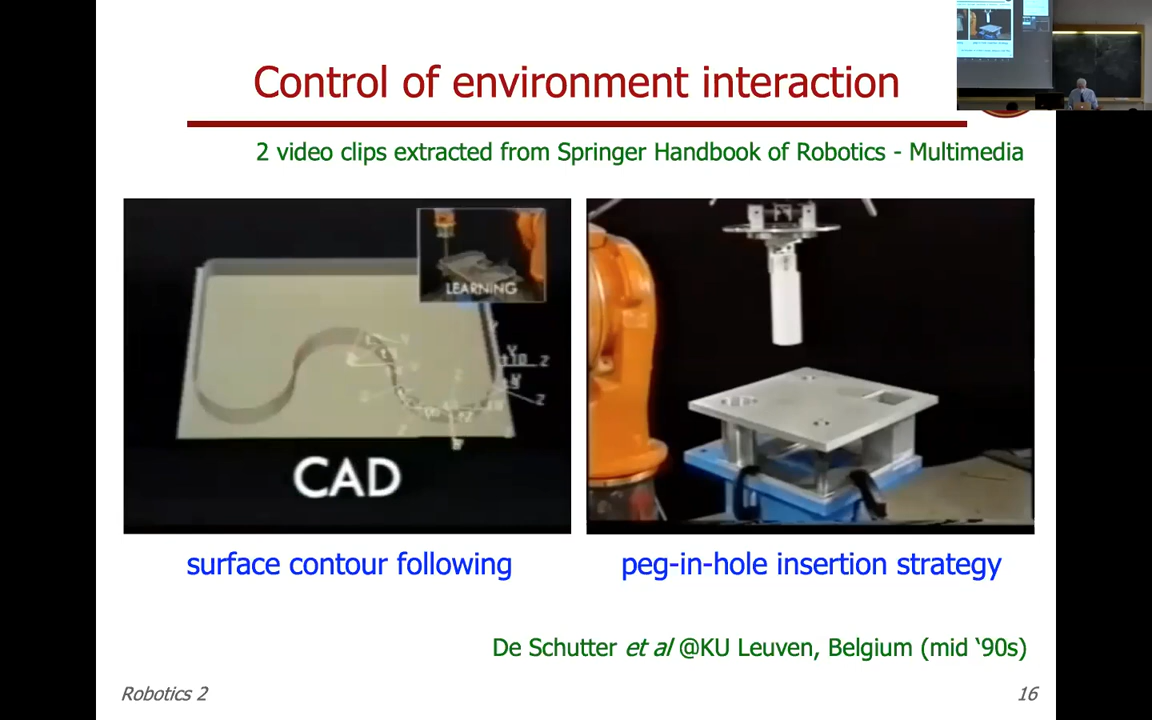 Control of environment interaction
2 video clips extracted from Springer Handbook of Robotics - Multimedia
LEARNING
CAD
surface contour following
peg-in-hole insertion strategy
De Schutter et al @KU Leuven, Belgium (mid ‘90s)
Robotics 2
16